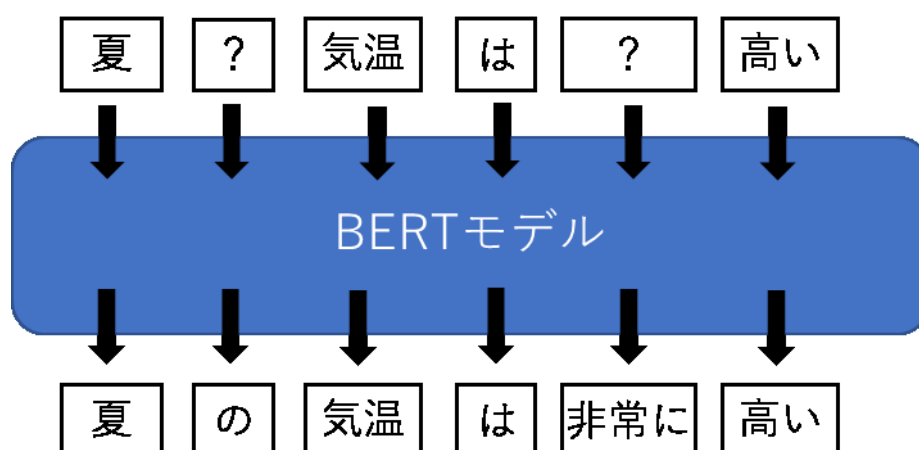 夏 ? 気温 は ? 高い
BERTモデル
夏 の 気温 は 非常に 高い